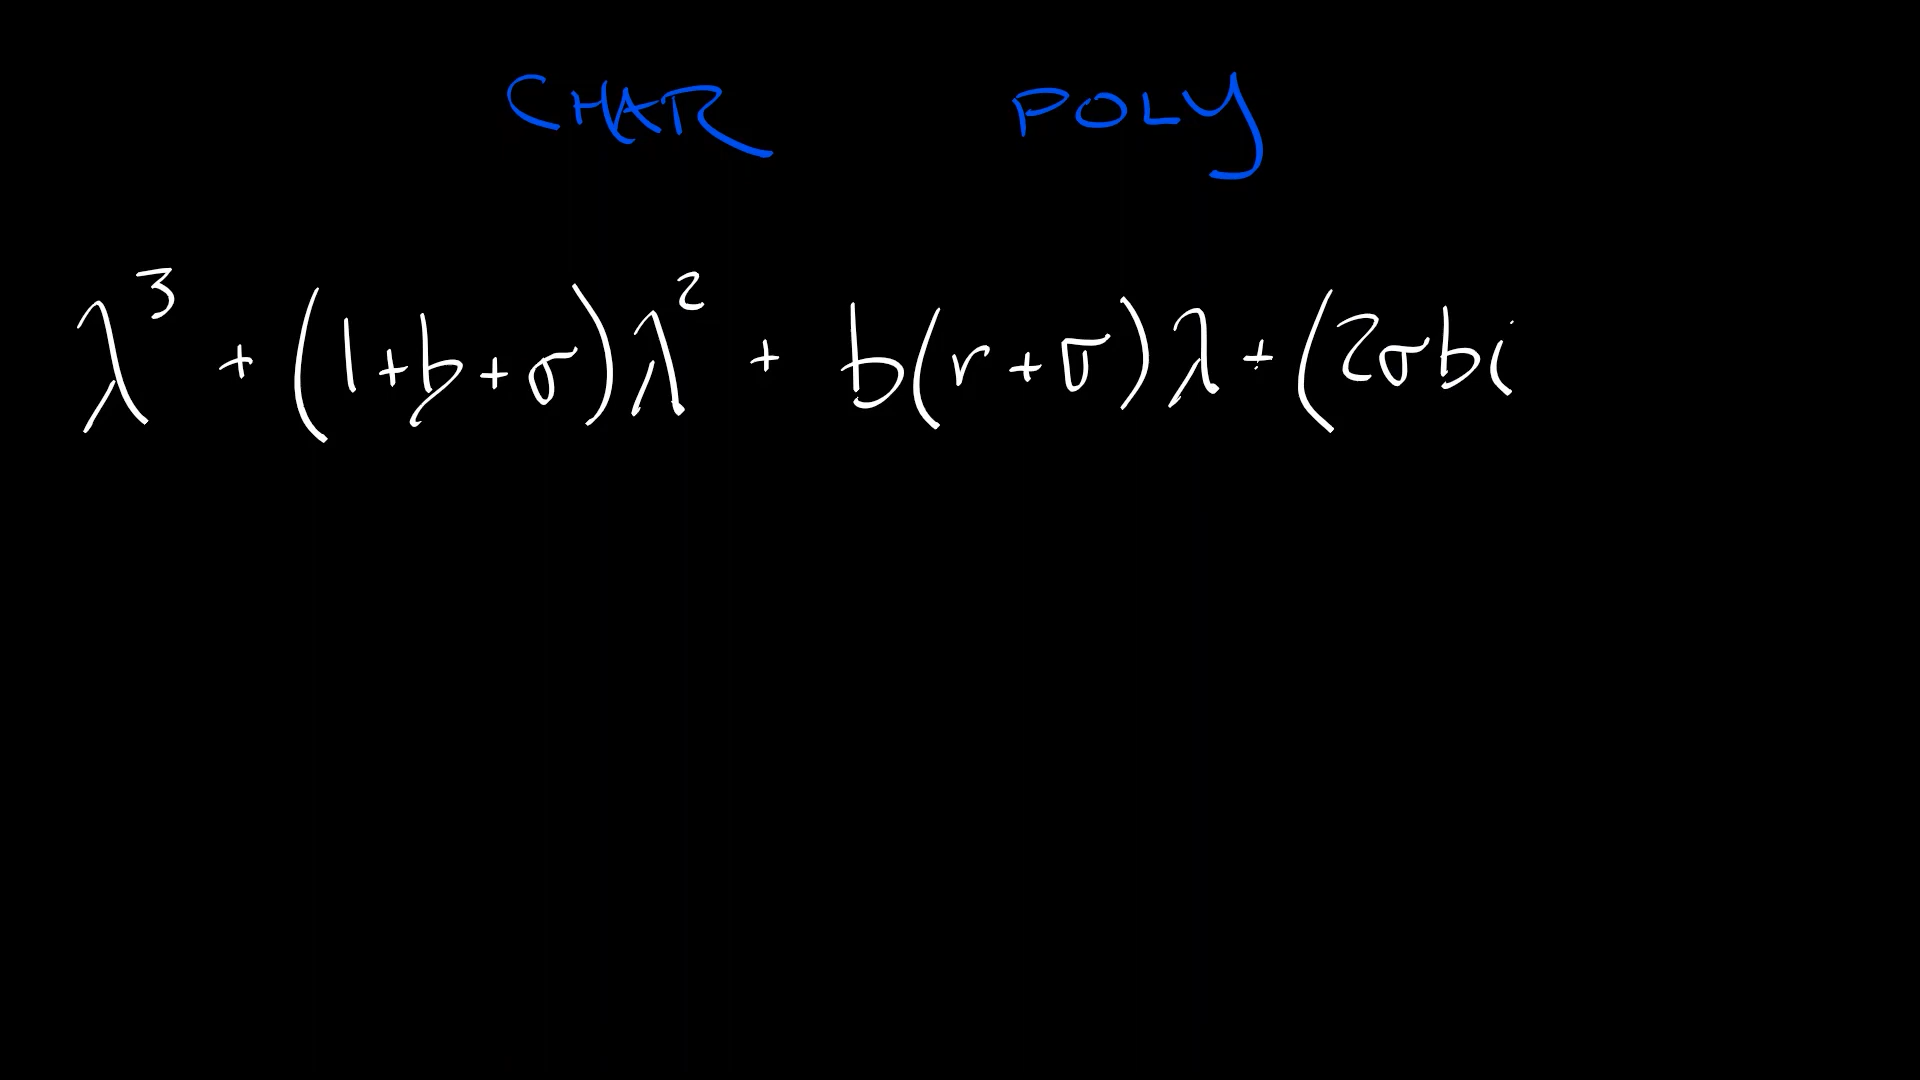 CHAR POLY
λ³ + (1+b+σ)λ² + b(r+σ)λ + (2σb